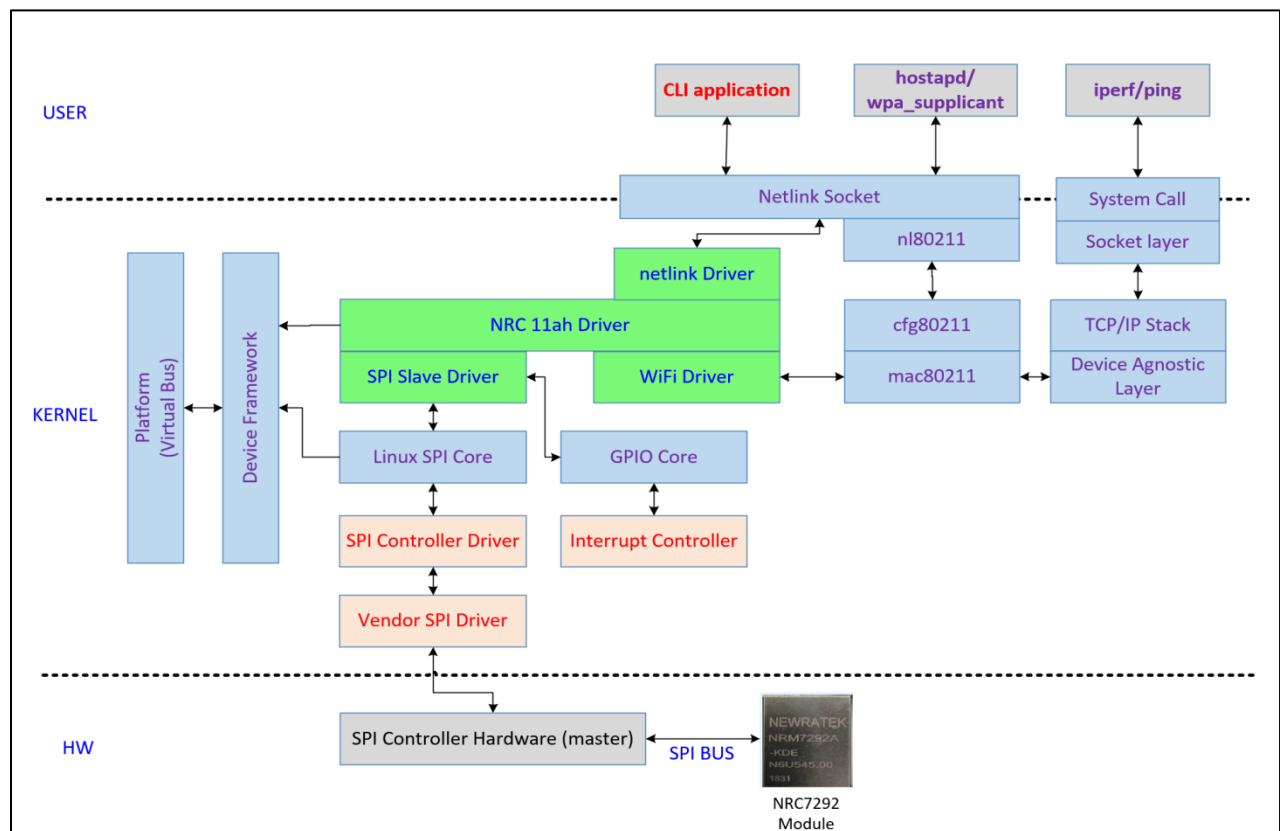 USER
CLI application
hostapd/
wpa_supplicant
iperf/ping
Netlink Socket
System Call
nl80211
Socket layer
netlink Driver
NRC 11ah Driver
cfg80211
TCP/IP Stack
SPI Slave Driver
WiFi Driver
mac80211
Device Agnostic
Layer
KERNEL
Platform
(Virtual Bus)
Device Framework
Linux SPI Core
GPIO Core
SPI Controller Driver
Interrupt Controller
Vendor SPI Driver
HW
SPI Controller Hardware (master)
SPI BUS
NEWRATEK
NRM7292A
-KDE
N6U545.00
1831
NRC7292
Module